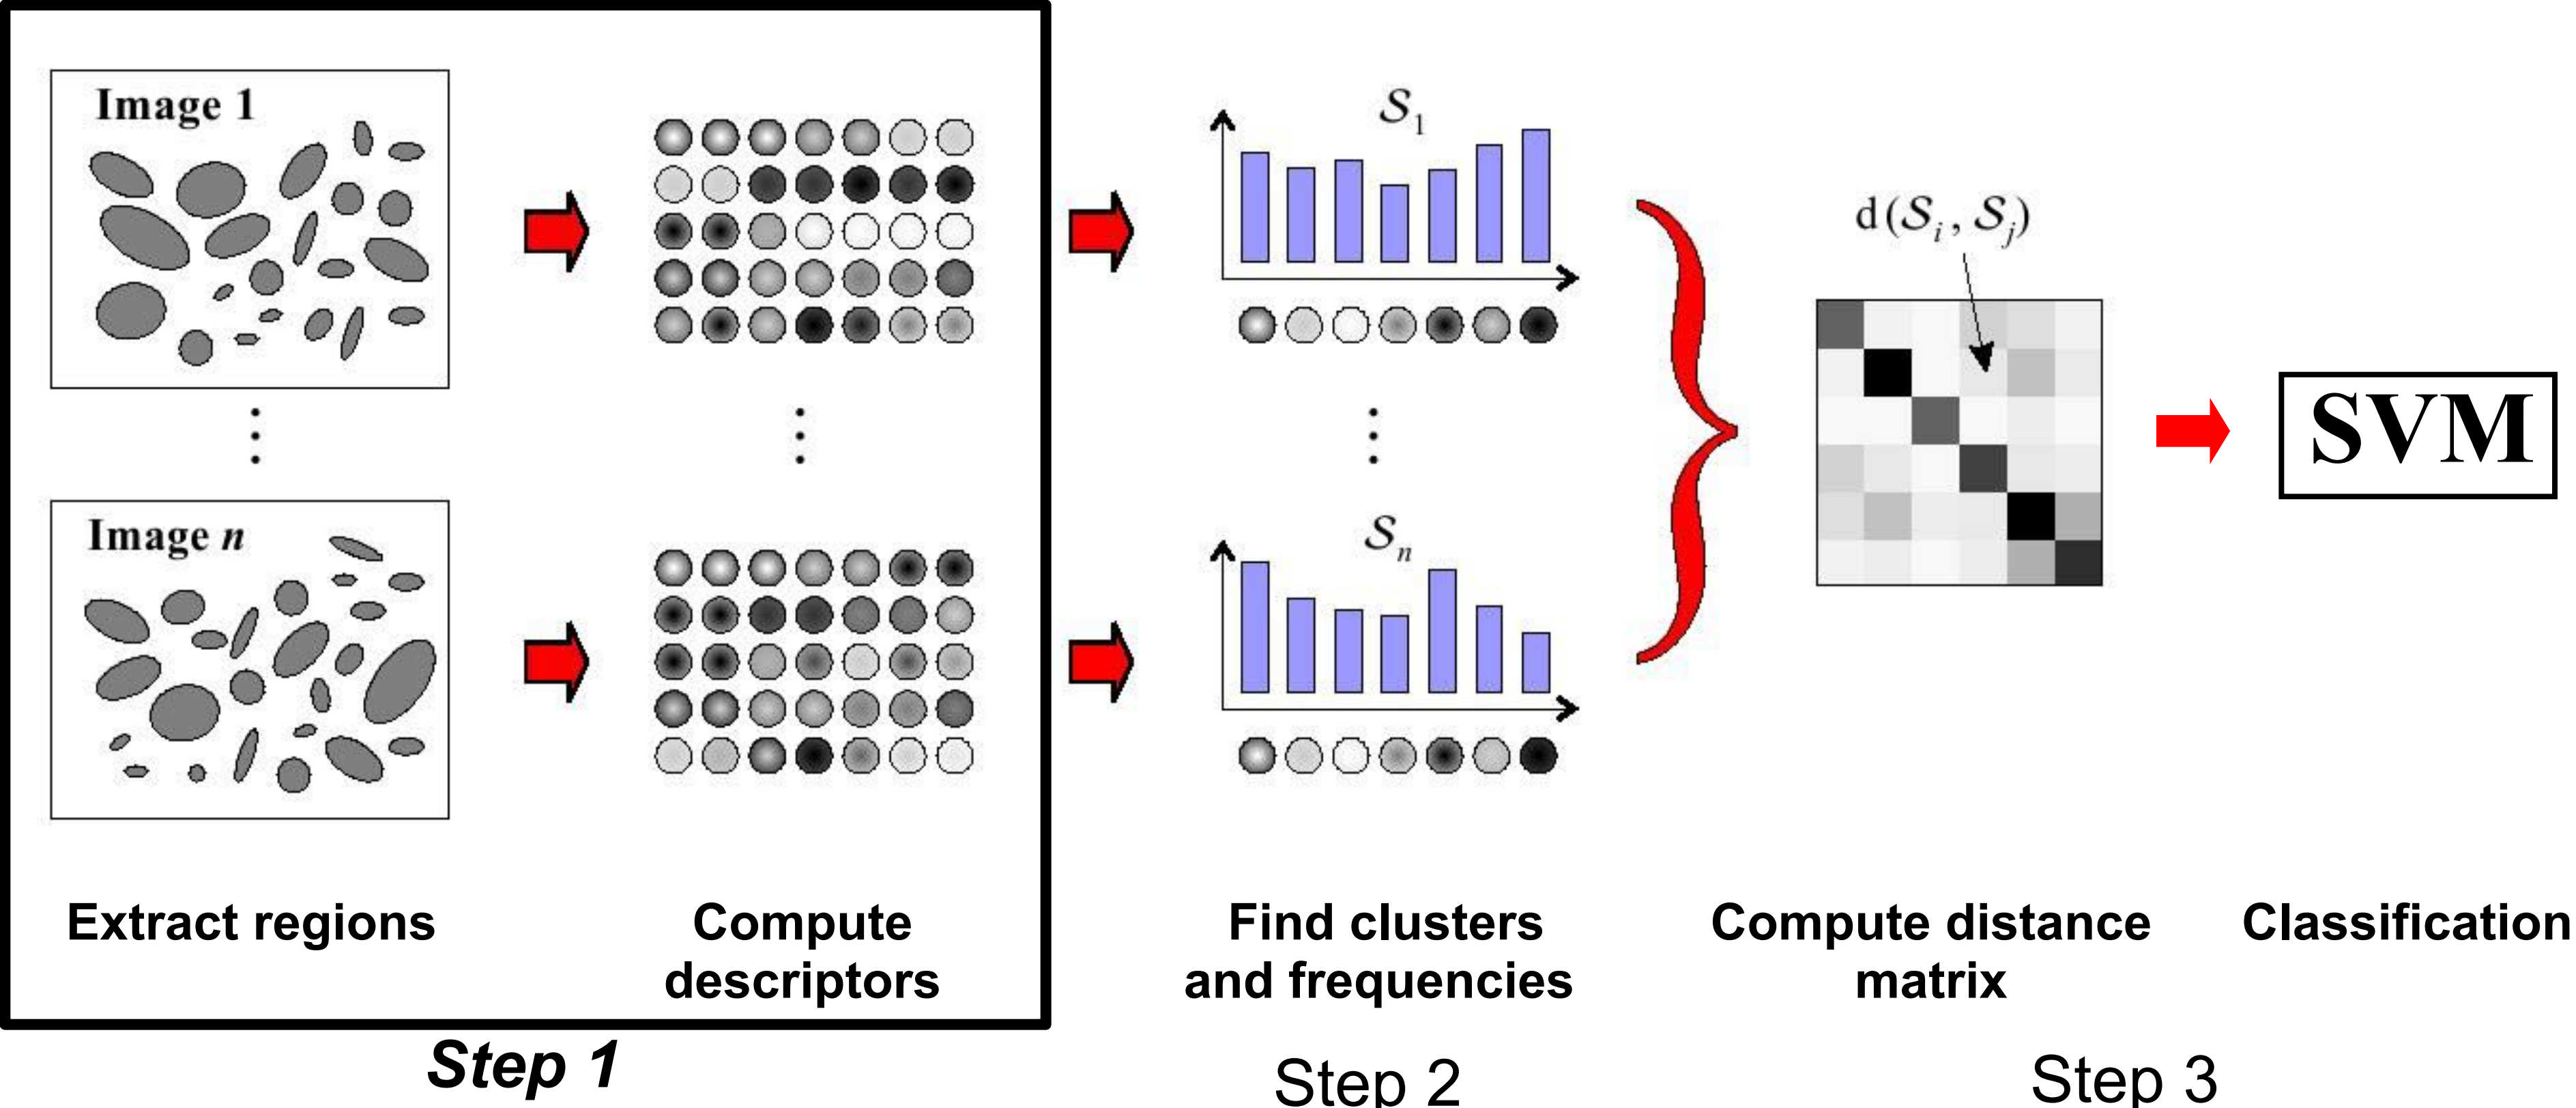 Image 1
S₁
d (Sᵢ, Sⱼ)
SVM
Image n
Sₙ
Extract regions
Compute
descriptors
Find clusters
and frequencies
Compute distance
matrix
Classification
Step 1
Step 2
Step 3